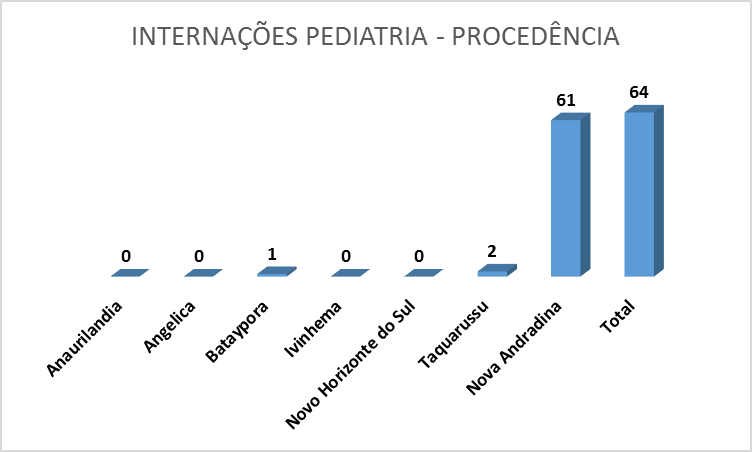 INTERNAÇÕES PEDIATRIA - PROCEDÊNCIA
0
0
1
0
0
2
61
64
Anaurilandia
Angelica
Bataypora
Ivinhema
Novo Horizonte do Sul
Taquarussu
Nova Andradina
Total